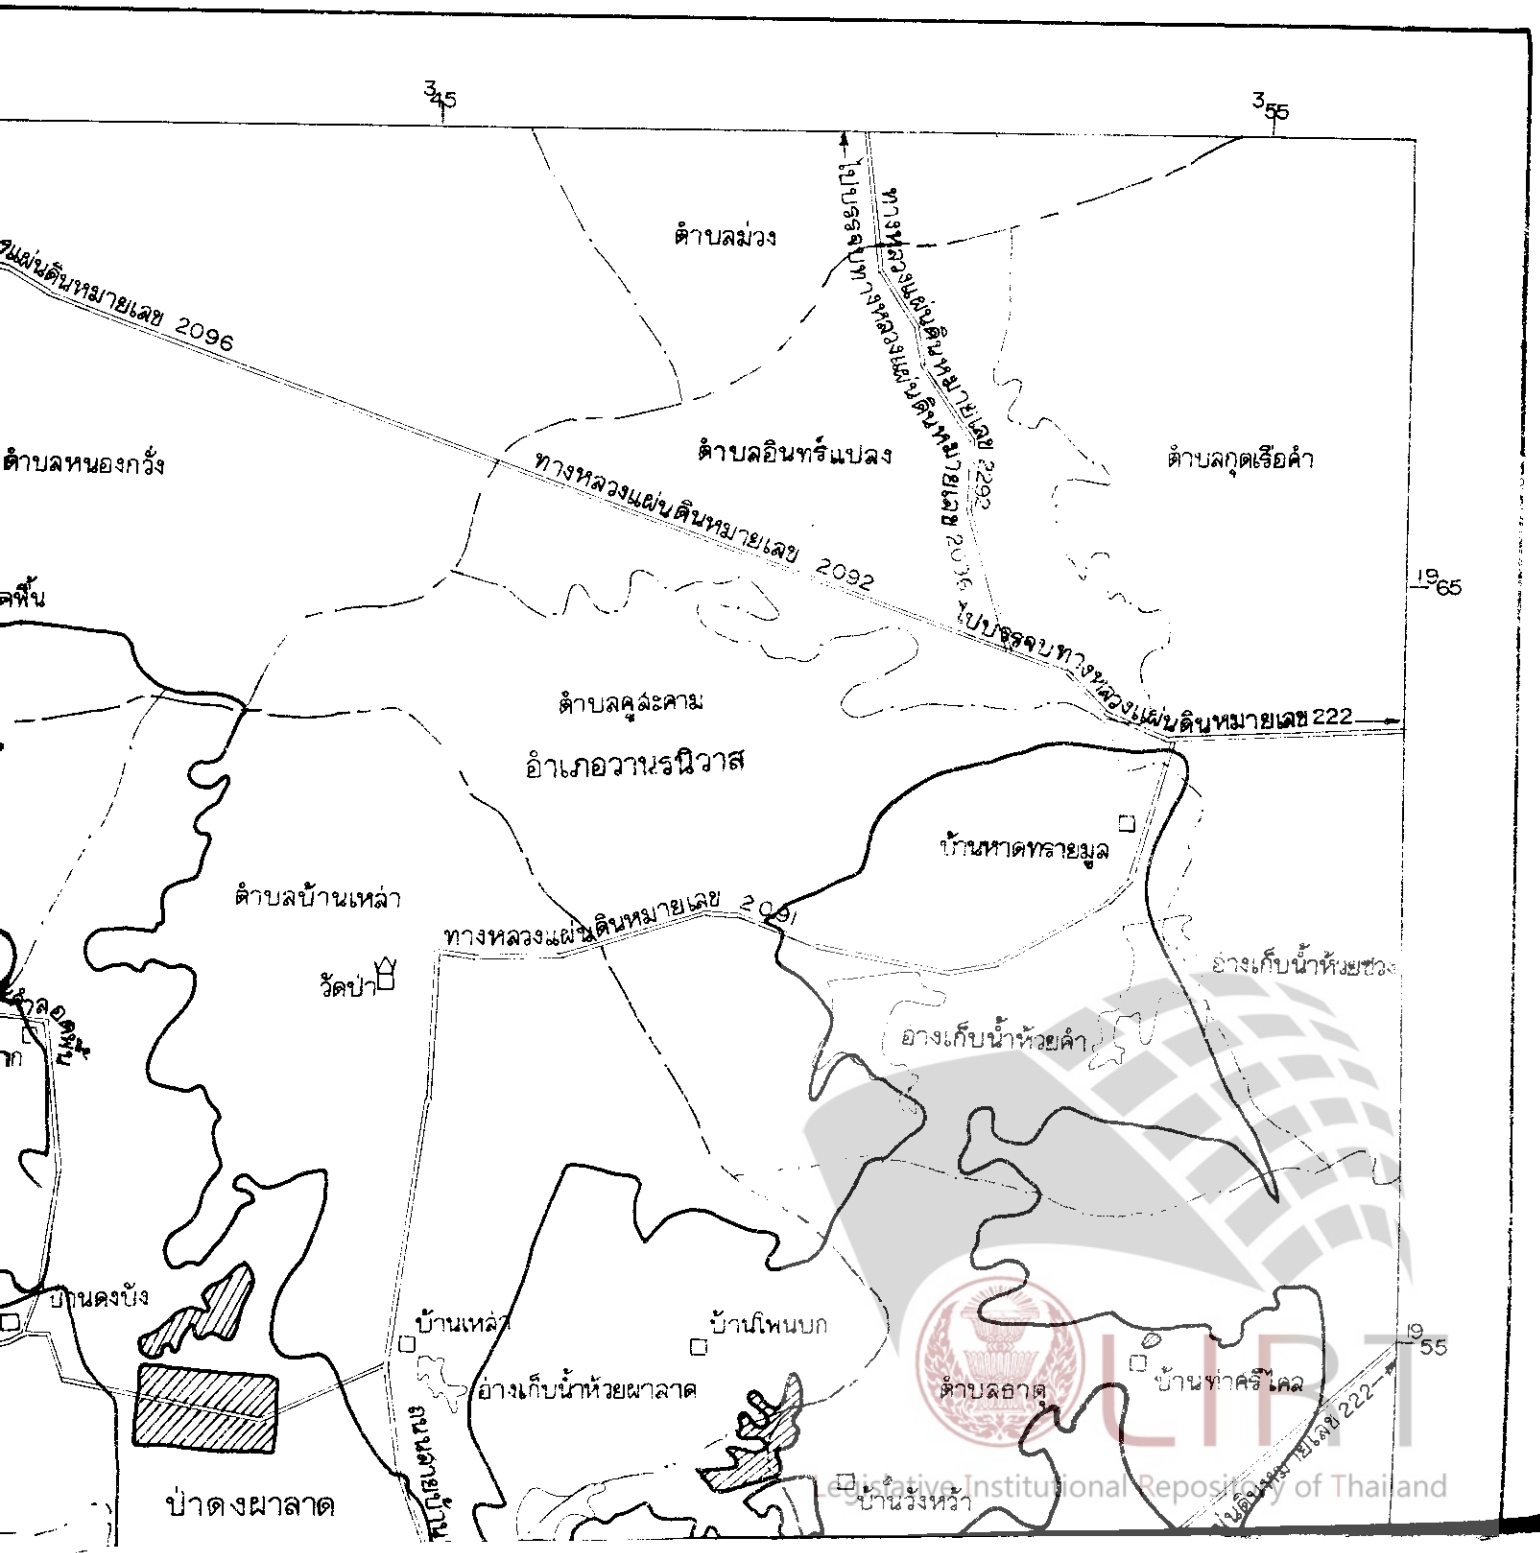 345
355
ตำบลม่วง
ไปบรรจบทางหลวงแผ่นดินหมายเลข 2096
ทางหลวงแผ่นดินหมายเลข 2292
แผ่นดินหมายเลข 2096
ตำบลหนองกวั่ง
ตำบลอินทร์แปลง
ตำบลกุดเรือคำ
ทางหลวงแผ่นดินหมายเลข 2092
1965
ไปบรรจบทางหลวงแผ่นดินหมายเลข 222
ตำบลคูสะคาม
อำเภอวานรนิวาส
บ้านหาดทรายมูล
ตำบลบ้านเหล่า
ทางหลวงแผ่นดินหมายเลข 2091
วัดป่า
อ่างเก็บน้ำห้วยซวง
อ่างเก็บน้ำห้วยคำ
บ้านดงบัง
บ้านเหล่า
บ้านโพนบก
1955
อ่างเก็บน้ำห้วยผาลาด
ตำบลธาตุ
บ้านท่าศรีไคล
LIRT
ป่าดงผาลาด
บ้านวังหว้า
Legislative Institutional Repository of Thailand